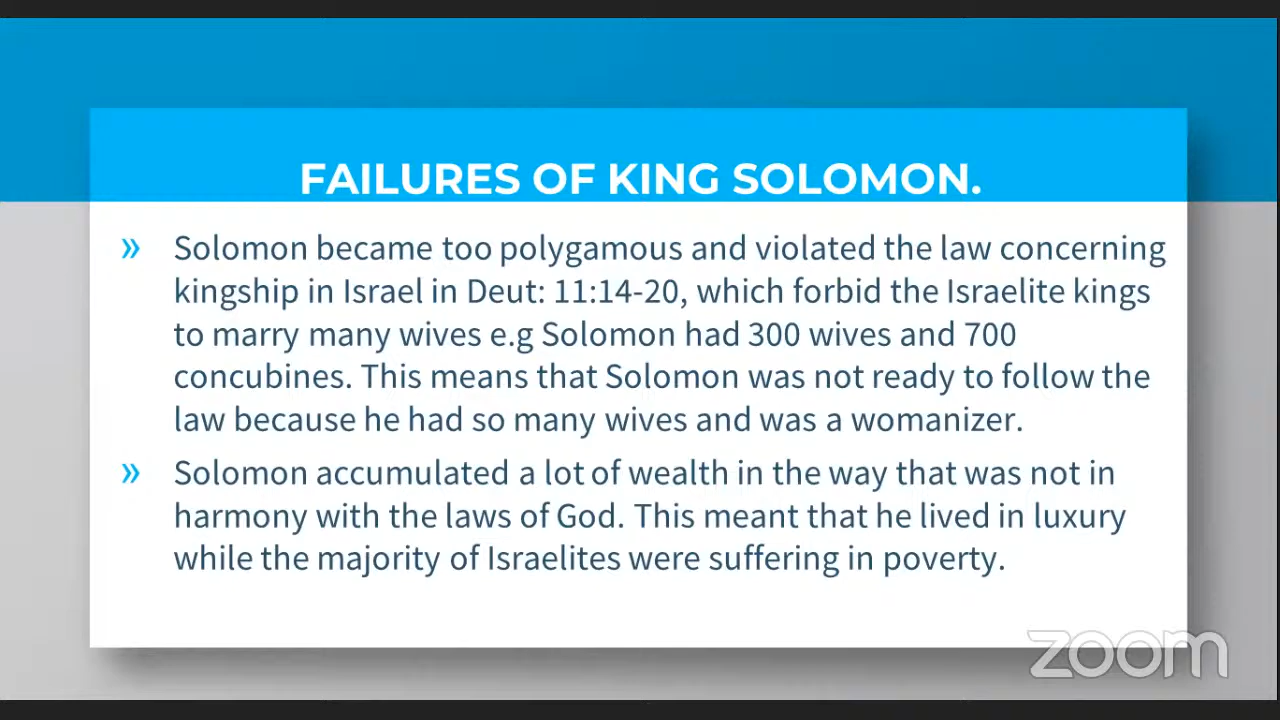 FAILURES OF KING SOLOMON.
» Solomon became too polygamous and violated the law concerning
kingship in Israel in Deut: 11:14-20, which forbid the Israelite kings
to marry many wives e.g Solomon had 300 wives and 700
concubines. This means that Solomon was not ready to follow the
law because he had so many wives and was a womanizer.
» Solomon accumulated a lot of wealth in the way that was not in
harmony with the laws of God. This meant that he lived in luxury
while the majority of Israelites were suffering in poverty.
zoom